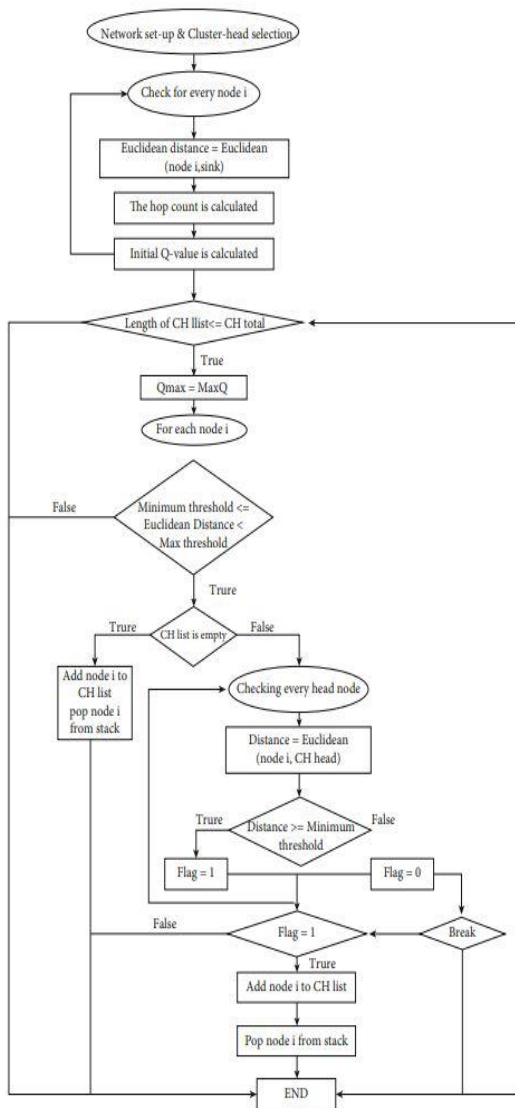 Network set-up & Cluster-head selection
Check for every node i
Euclidean distance = Euclidean
(node i,sink)
The hop count is calculated
Initial Q-value is calculated
Length of CH llist<= CH total
True
Qmax = MaxQ
For each node i
False
Minimum threshold <=
Euclidean Distance <
Max threshold
Trure
Trure
CH list is empty
False
Add node i to
CH list
pop node i
from stack
Checking every head node
Distance = Euclidean
(node i, CH head)
Trure
Distance >= Minimum
threshold
False
Flag = 1
Flag = 0
False
Flag = 1
Break
Trure
Add node i to CH list
Pop node i from stack
END